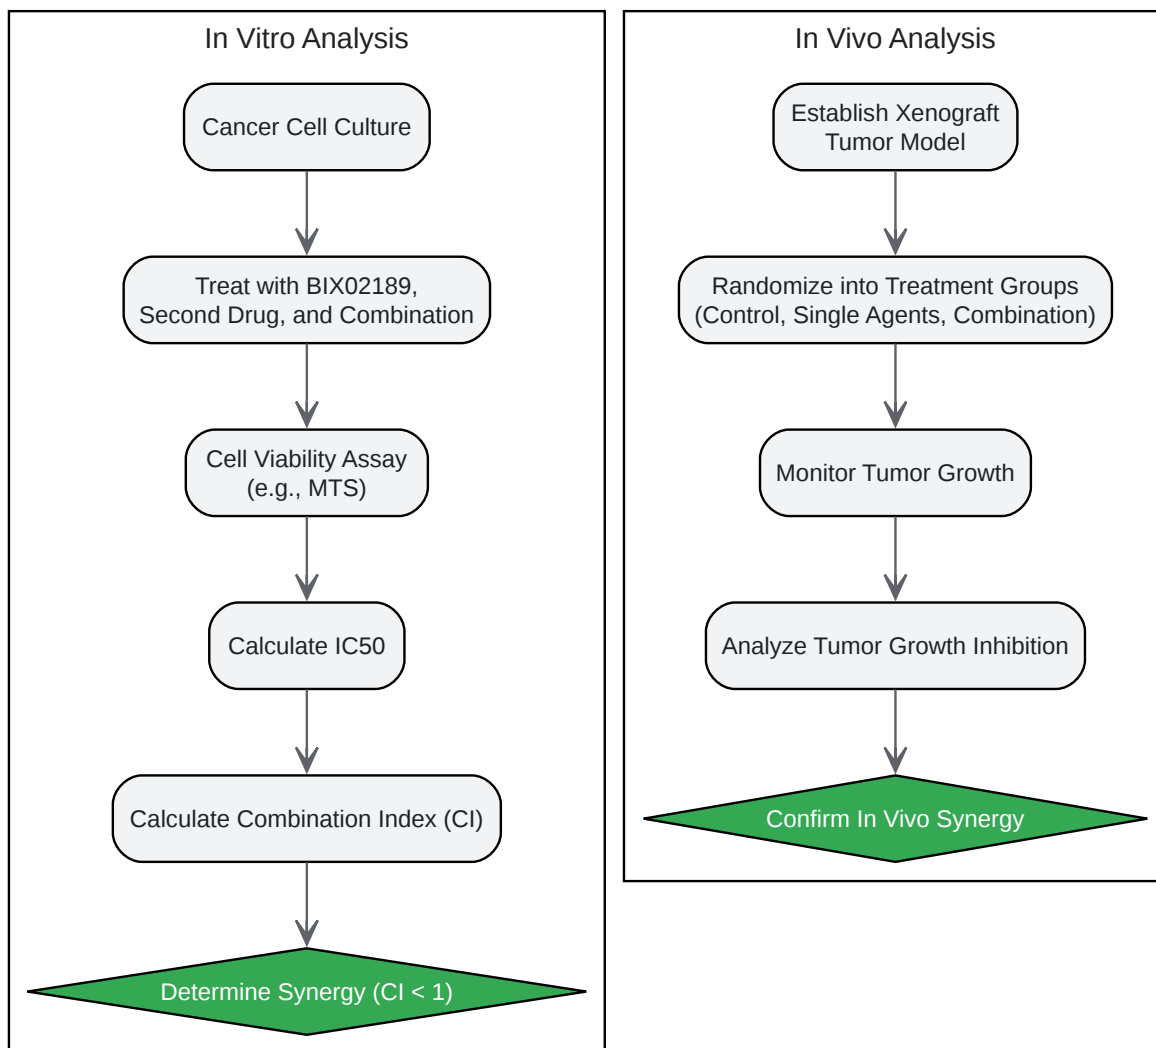 In Vitro Analysis
Cancer Cell Culture
Treat with BIX02189,
Second Drug, and Combination
Cell Viability Assay
(e.g., MTS)
Calculate IC50
Calculate Combination Index (CI)
Determine Synergy (CI < 1)
In Vivo Analysis
Establish Xenograft
Tumor Model
Randomize into Treatment Groups
(Control, Single Agents, Combination)
Monitor Tumor Growth
Analyze Tumor Growth Inhibition
Confirm In Vivo Synergy